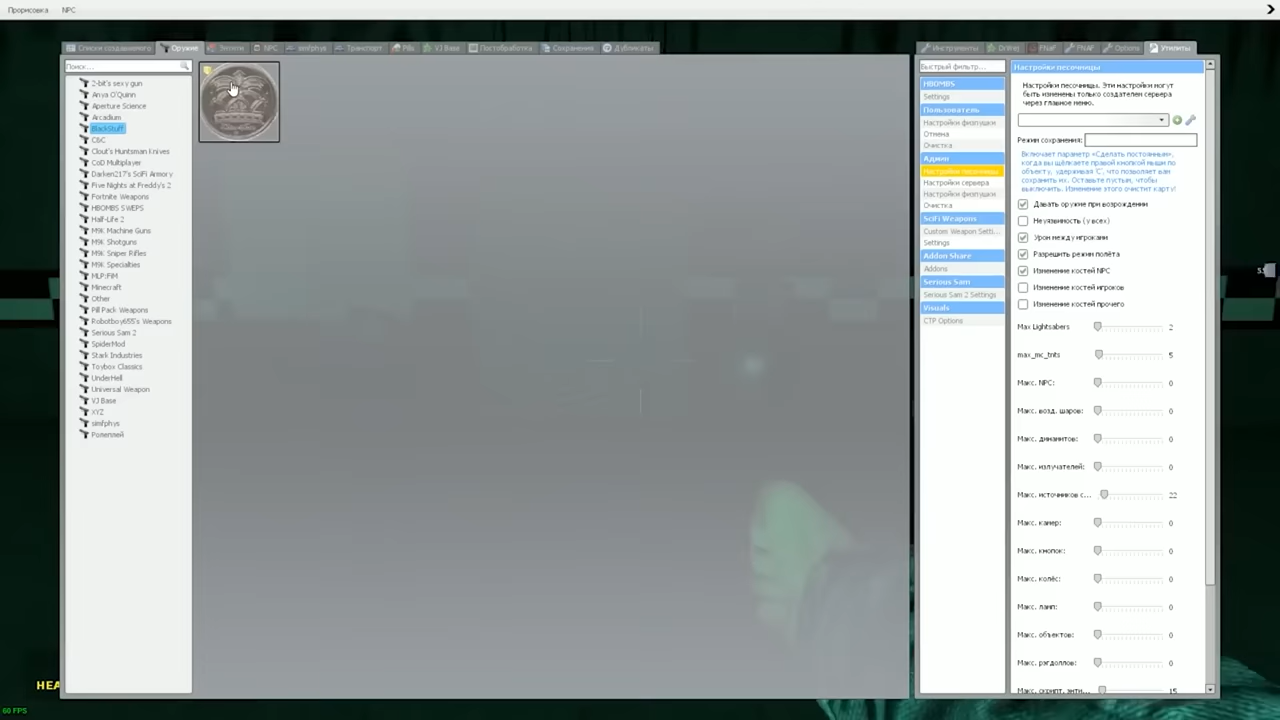 Прорисовка NPC
Списки создаваемого Оружие Энтити NPC simfphys Транспорт Pills VJ Base Постобработка Сохранения Дубликаты
Поиск...
2-bit's sexy gun
Anya O'Quinn
Aperture Science
Arcadium
BlackStuff
C&C
Clout's Huntsman Knives
CoD Multiplayer
Darken217's SciFi Armory
Five Nights at Freddy's 2
Fortnite Weapons
HBOMBS SWEPS
Half-Life 2
M9K Machine Guns
M9K Shotguns
M9K Sniper Rifles
M9K Specialties
MLP:FiM
Minecraft
Other
Pill Pack Weapons
Robotboy655's Weapons
Serious Sam 2
SpiderMod
Stark Industries
Toybox Classics
UnderHell
Universal Weapon
VJ Base
XYZ
simfphys
Ролеплей
HEA
60 FPS
Инструменты Drifrej FNAF FNAF Options Утилиты
Быстрый фильтр...
HBOMBS
Settings
Пользователь
Настройки физпушки
Отмена
Очистка
Админ
Настройки песочницы
Настройки сервера
Настройки физпушки
Очистка
SciFi Weapons
Custom Weapon Setti...
Settings
Addon Share
Addons
Serious Sam
Serious Sam 2 Settings
Visuals
CTP Options
Настройки песочницы
Настройки песочницы. Эти настройки могут
быть изменены только создателем сервера
через главное меню.
Режим сохранения:
Включает параметр «Сделать постоянным»,
когда вы щёлкаете правой кнопкой мыши по
объекту, удерживая 'C', что позволяет вам
сохранить их. Оставьте пустым, чтобы
выключить. Изменение этого очистит карту!
Давать оружие при возрождении
Неуязвимость (у всех)
Урон между игроками
Разрешить режим полёта
Изменение костей NPC
Изменение костей игроков
Изменение костей прочего
Max Lightsabers 2
max_mc_tnts 5
Макс. NPC: 0
Макс. возд. шаров: 0
Макс. динамитов: 0
Макс. излучателей: 0
Макс. источников с... 22
Макс. камер: 0
Макс. кнопок: 0
Макс. колёс: 0
Макс. ламп: 0
Макс. объектов: 0
Макс. рэгдоллов: 0
Макс. скрипт. энти... 15